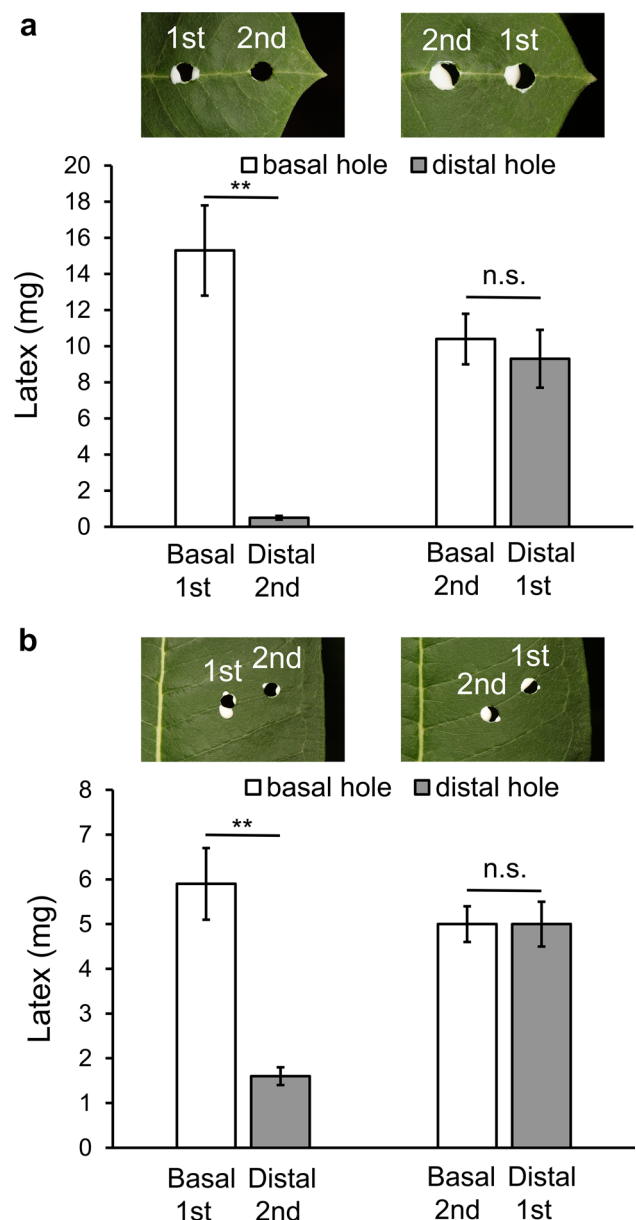 a
1st 2nd
2nd 1st
basal hole distal hole
**
n.s.
Latex (mg)
20
18
16
14
12
10
8
6
4
2
0
Basal Distal Basal Distal
1st 2nd 2nd 1st
b
1st 2nd
1st
2nd
basal hole distal hole
**
n.s.
Latex (mg)
8
7
6
5
4
3
2
1
0
Basal Distal Basal Distal
1st 2nd 2nd 1st